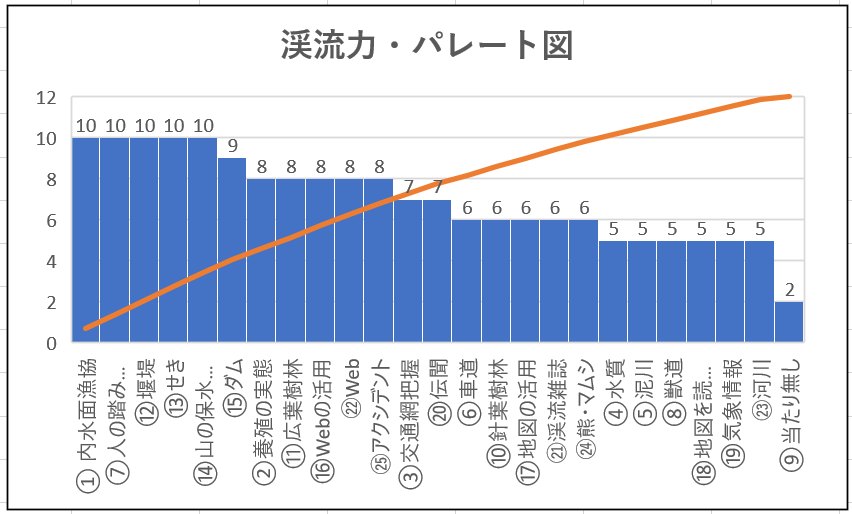 渓流力・パレート図
12
10
8
6
4
2
0
10 10 10 10 10 9 8 8 8 8 8 7 7 6 6 6 6 6 5 5 5 5 5 5 2
① 内水面漁協
⑦人の踏み…
⑫堰堤
⑬せき
⑭山の保水…
⑮ダム
②養殖の実態
⑪広葉樹林
⑯Webの活用
㉒Web
㉕アクシデント
③交通網把握
⑳伝聞
⑥車道
⑩針葉樹林
⑰地図の活用
㉑渓流雑誌
㉔熊・マムシ
④水質
⑤泥川
⑧獣道
⑱地図を読…
⑲気象情報
㉓河川
⑨当たり無し